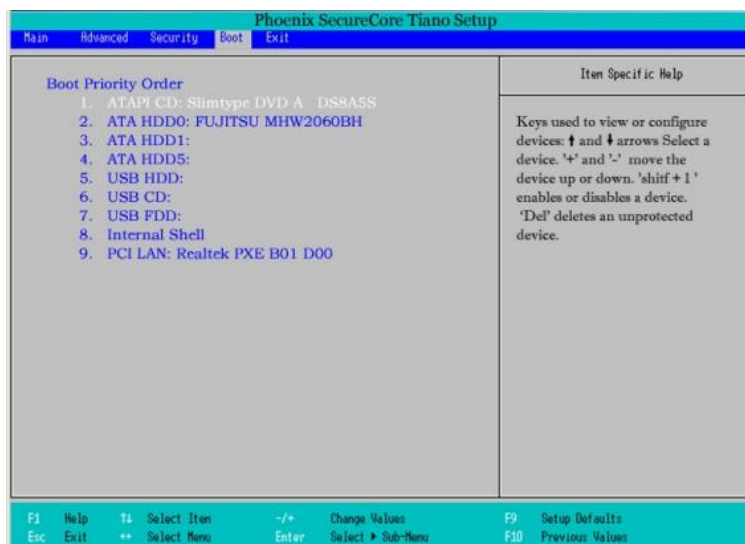 Phoenix SecureCore Tiano Setup
Main Advanced Security Boot Exit
Boot Priority Order
1. ATAPI CD: Slimtype DVD A DS8A5S
2. ATA HDD0: FUJITSU MHW2060BH
3. ATA HDD1:
4. ATA HDD5:
5. USB HDD:
6. USB CD:
7. USB FDD:
8. Internal Shell
9. PCI LAN: Realtek PXE B01 D00
Item Specific Help
Keys used to view or configure
devices: ↑ and ↓ arrows Select a
device. '+' and '-' move the
device up or down. 'shitf + 1 '
enables or disables a device.
'Del' deletes an unprotected
device.
F1 Help ↑↓ Select Item -/+ Change Values F9 Setup Defaults
Esc Exit ↔ Select Menu Enter Select ▶ Sub-Menu F10 Previous Values